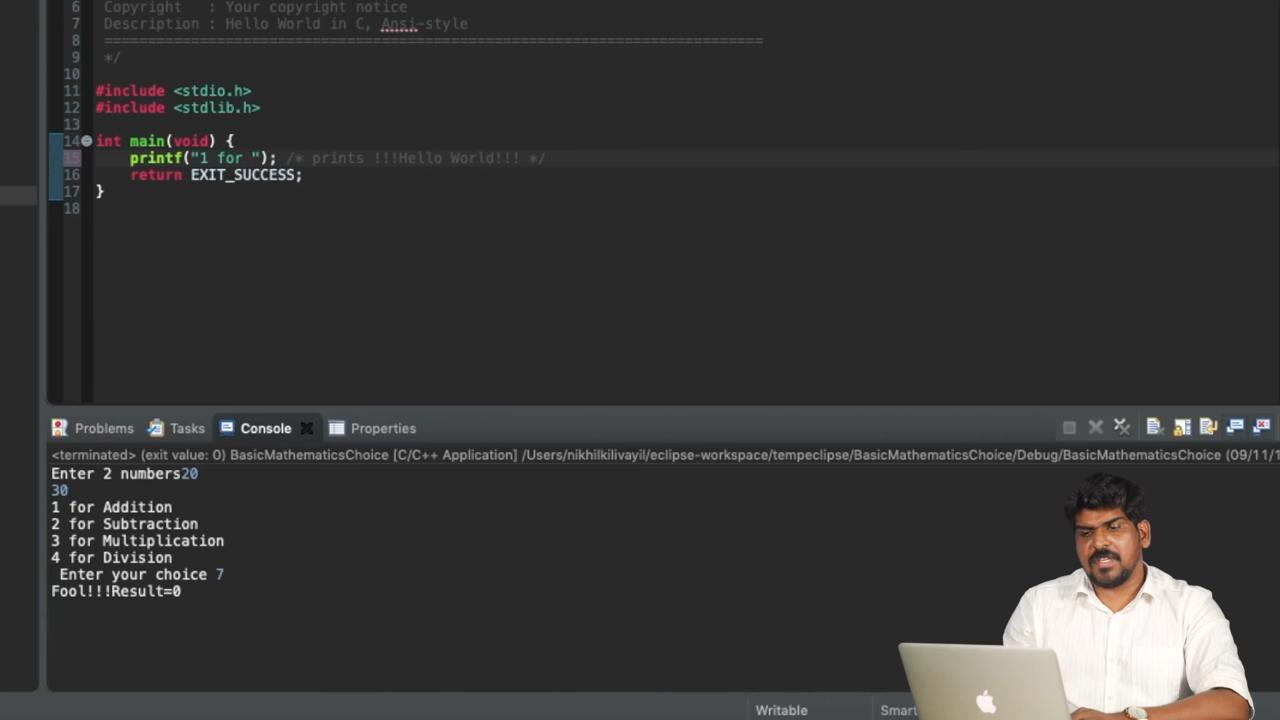 6 Copyright   : Your copyright notice
7 Description : Hello World in C, Ansi-style
8 ============================================================================
9 */
10
11 #include <stdio.h>
12 #include <stdlib.h>
13
14 int main(void) {
15     printf("1 for "); /* prints !!!Hello World!!! */
16     return EXIT_SUCCESS;
17 }
18
Problems Tasks Console Properties
<terminated> (exit value: 0) BasicMathematicsChoice [C/C++ Application] /Users/nikhilkilivayil/eclipse-workspace/tempeclipse/BasicMathematicsChoice/Debug/BasicMathematicsChoice (09/11/1
Enter 2 numbers20
30
1 for Addition
2 for Subtraction
3 for Multiplication
4 for Division
 Enter your choice 7
Fool!!!Result=0
Writable Smart